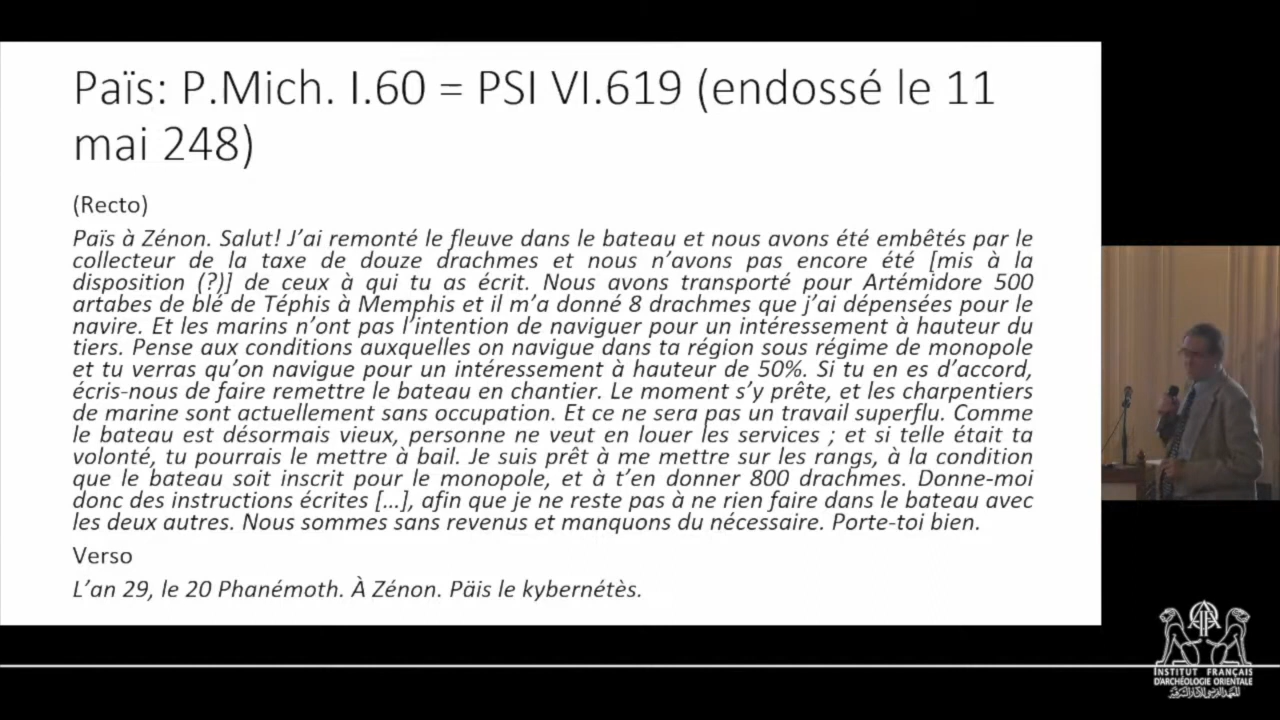 Païs: P.Mich. I.60 = PSI VI.619 (endossé le 11
mai 248)
(Recto)
Païs à Zénon. Salut! J’ai remonté le fleuve dans le bateau et nous avons été embêtés par le
collecteur de la taxe de douze drachmes et nous n’avons pas encore été [mis à la
disposition (?)] de ceux à qui tu as écrit. Nous avons transporté pour Artémidore 500
artabes de blé de Téphis à Memphis et il m’a donné 8 drachmes que j’ai dépensées pour le
navire. Et les marins n’ont pas l’intention de naviguer pour un intéressement à hauteur du
tiers. Pense aux conditions auxquelles on navigue dans ta région sous régime de monopole
et tu verras qu’on navigue pour un intéressement à hauteur de 50%. Si tu en es d’accord,
écris-nous de faire remettre le bateau en chantier. Le moment s’y prête, et les charpentiers
de marine sont actuellement sans occupation. Et ce ne sera pas un travail superflu. Comme
le bateau est désormais vieux, personne ne veut en louer les services ; et si telle était ta
volonté, tu pourrais le mettre à bail. Je suis prêt à me mettre sur les rangs, à la condition
que le bateau soit inscrit pour le monopole, et à t’en donner 800 drachmes. Donne-moi
donc des instructions écrites […], afin que je ne reste pas à ne rien faire dans le bateau avec
les deux autres. Nous sommes sans revenus et manquons du nécessaire. Porte-toi bien.
Verso
L’an 29, le 20 Phanémoth. À Zénon. Päis le kybernétès.
INSTITUT FRANÇAIS
D’ARCHÉOLOGIE ORIENTALE
المعهد الفرنسى للآثار الشرقية